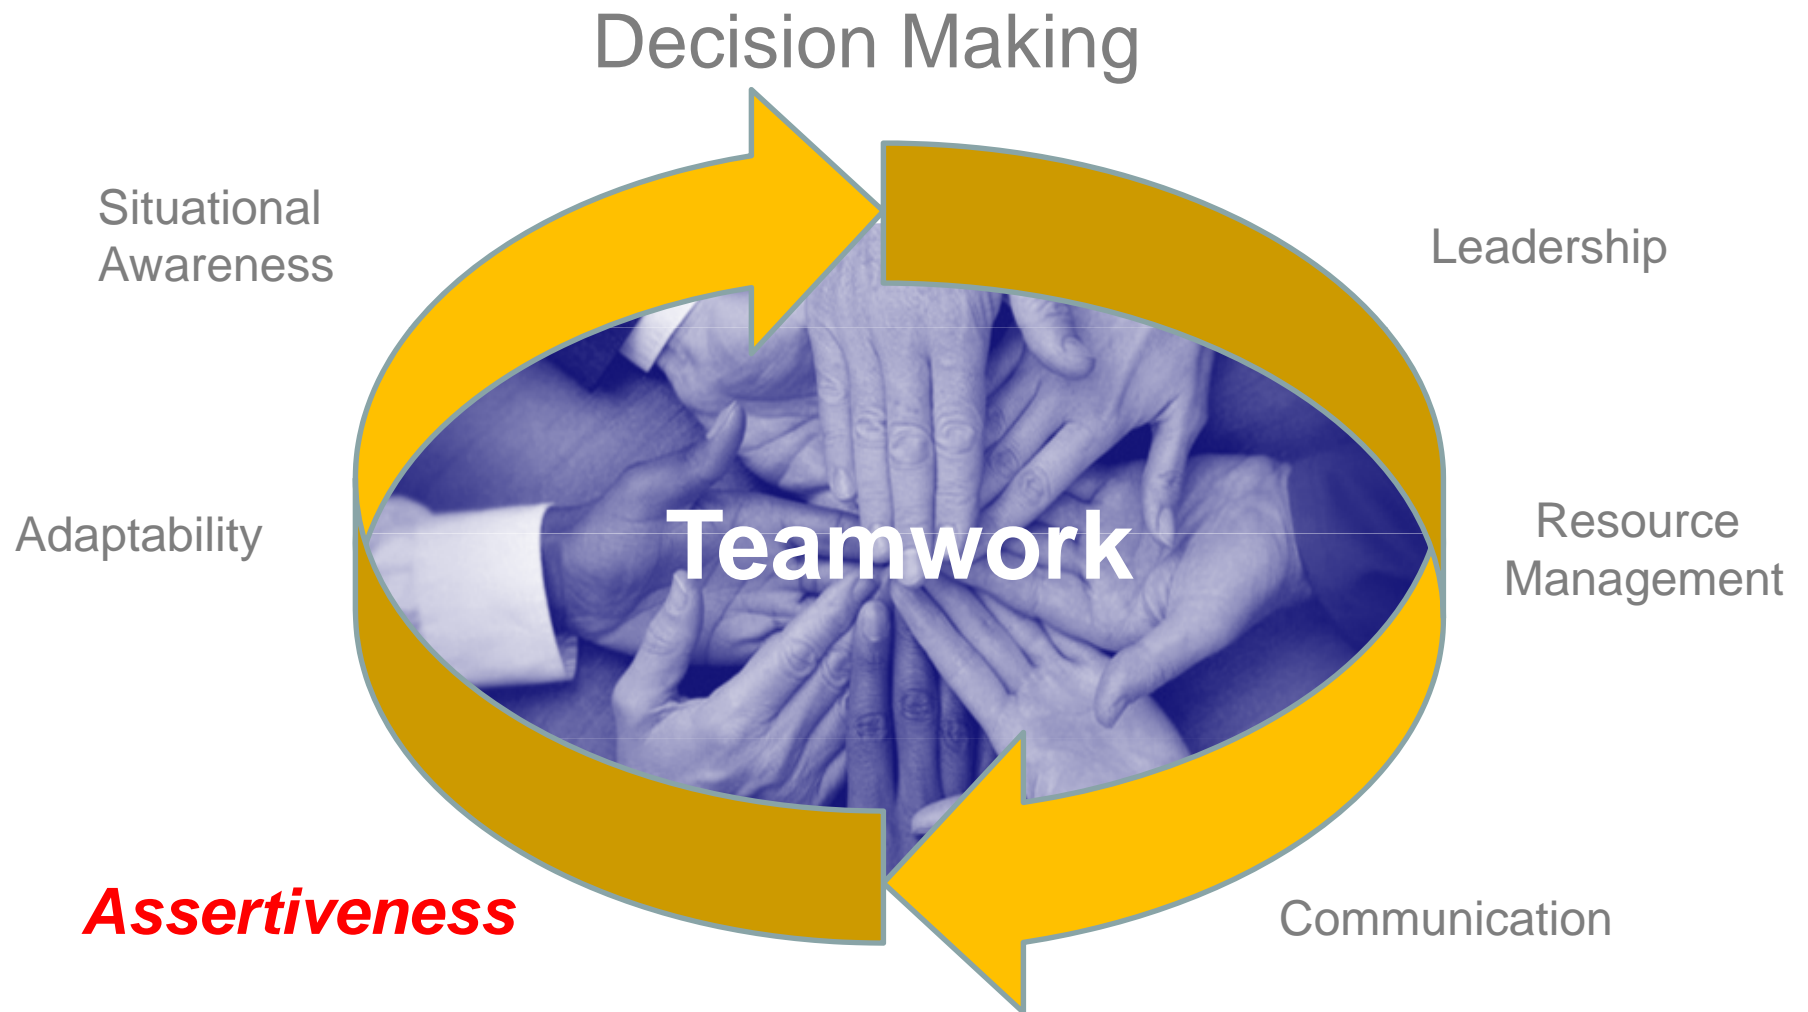 Decision Making
Situational
Awareness
Leadership
Adaptability
Teamwork
Resource
Management
Assertiveness
Communication